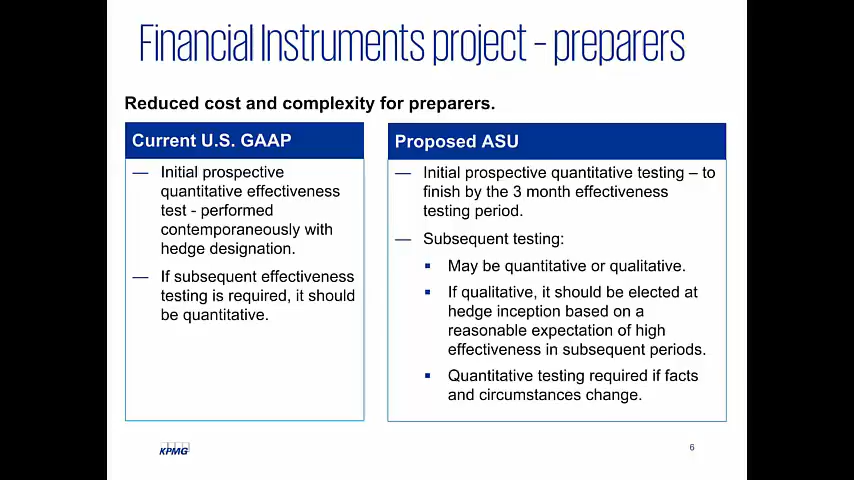 Financial Instruments project – preparers
Reduced cost and complexity for preparers.
Current U.S. GAAP
— Initial prospective
quantitative effectiveness
test - performed
contemporaneously with
hedge designation.
— If subsequent effectiveness
testing is required, it should
be quantitative.
Proposed ASU
— Initial prospective quantitative testing – to
finish by the 3 month effectiveness
testing period.
— Subsequent testing:
▪ May be quantitative or qualitative.
▪ If qualitative, it should be elected at
hedge inception based on a
reasonable expectation of high
effectiveness in subsequent periods.
▪ Quantitative testing required if facts
and circumstances change.
KPMG
6